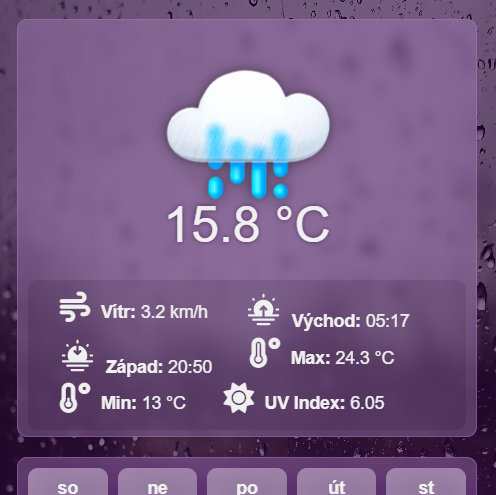 15.8 °C
Vítr: 3.2 km/h
Východ: 05:17
Západ: 20:50
Max: 24.3 °C
Min: 13 °C
UV Index: 6.05
so ne po út st